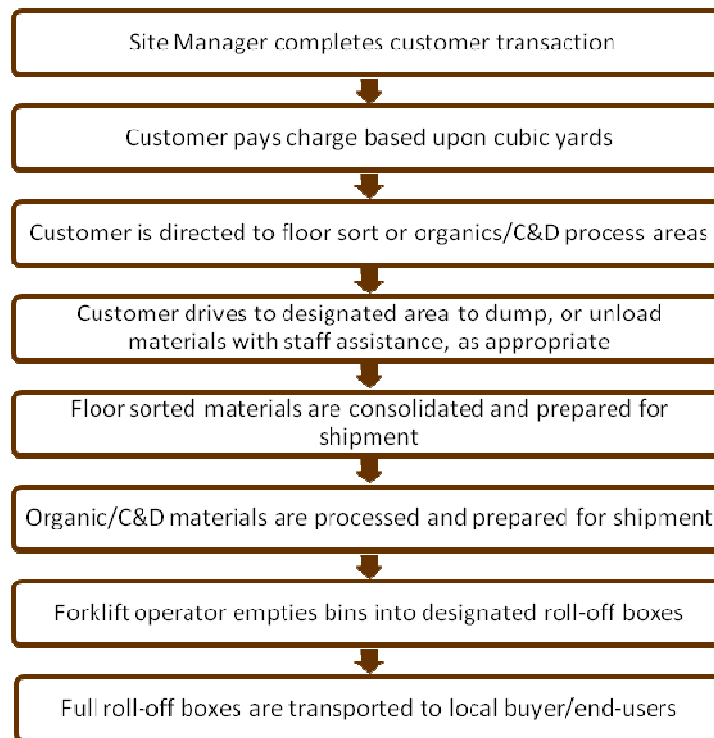 Site Manager completes customer transaction
Customer pays charge based upon cubic yards
Customer is directed to floor sort or organics/C&D process areas
Customer drives to designated area to dump, or unload
materials with staff assistance, as appropriate
Floor sorted materials are consolidated and prepared for
shipment
Organic/C&D materials are processed and prepared for shipment
Forklift operator empties bins into designated roll-off boxes
Full roll-off boxes are transported to local buyer/end-users